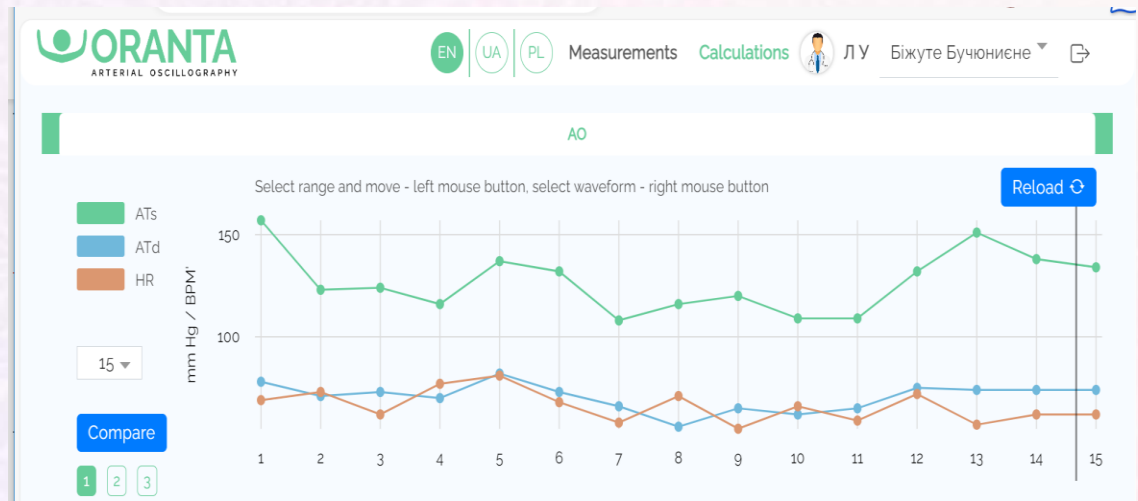 ORANTA
ARTERIAL OSCILLOGRAPHY
EN UA PL Measurements Calculations Л У Біжуте Бучюниєне
АО
Select range and move - left mouse button, select waveform - right mouse button
Reload
ATs
ATd
HR
mm Hg / BPM'
150
100
15
Compare
1 2 3
1 2 3 4 5 6 7 8 9 10 11 12 13 14 15